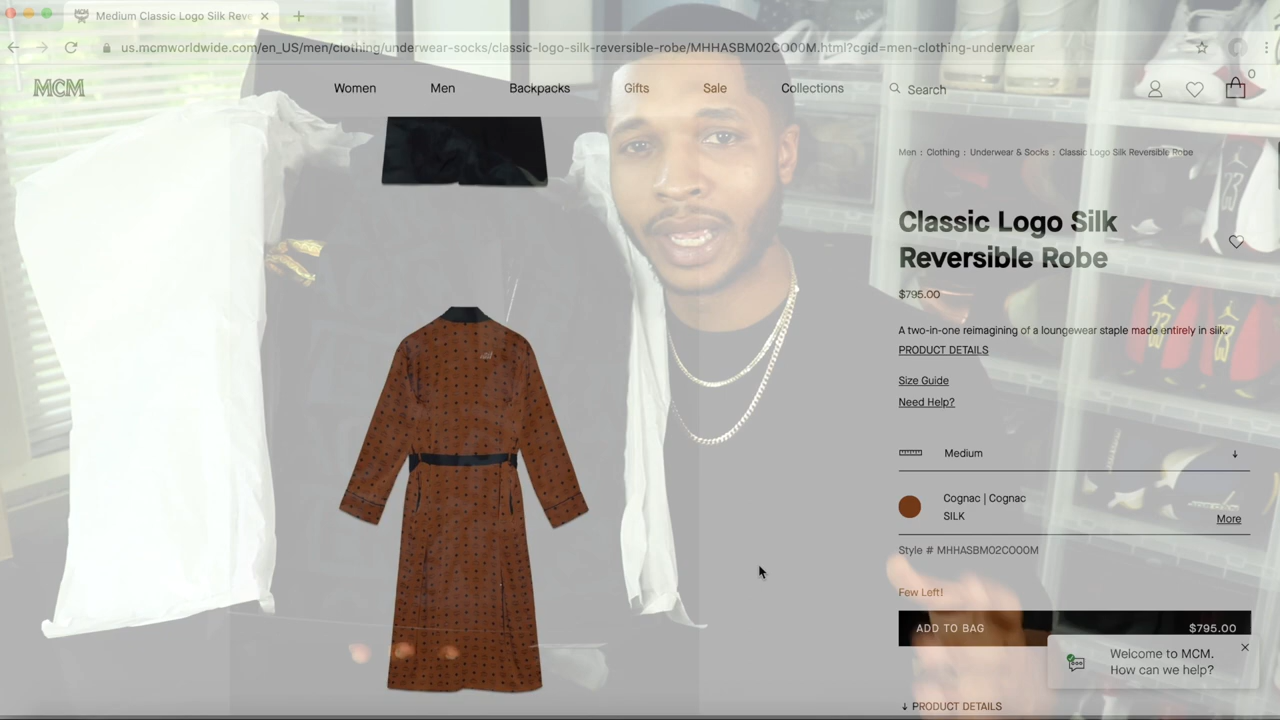 Medium Classic Logo Silk Reve
us.mcmworldwide.com/en_US/men/clothing/underwear-socks/classic-logo-silk-reversible-robe/MHHASBM02CO00M.html?cgid=men-clothing-underwear
MCM
Women
Men
Backpacks
Gifts
Sale
Collections
Search
0
Men : Clothing : Underwear & Socks : Classic Logo Silk Reversible Robe
Classic Logo Silk
Reversible Robe
$795.00
A two-in-one reimagining of a loungewear staple made entirely in silk.
PRODUCT DETAILS
Size Guide
Need Help?
Medium
Cognac | Cognac
SILK
More
Style # MHHASBM02CO00M
Few Left!
ADD TO BAG $795.00
Welcome to MCM.
How can we help?
↓ PRODUCT DETAILS
23
23